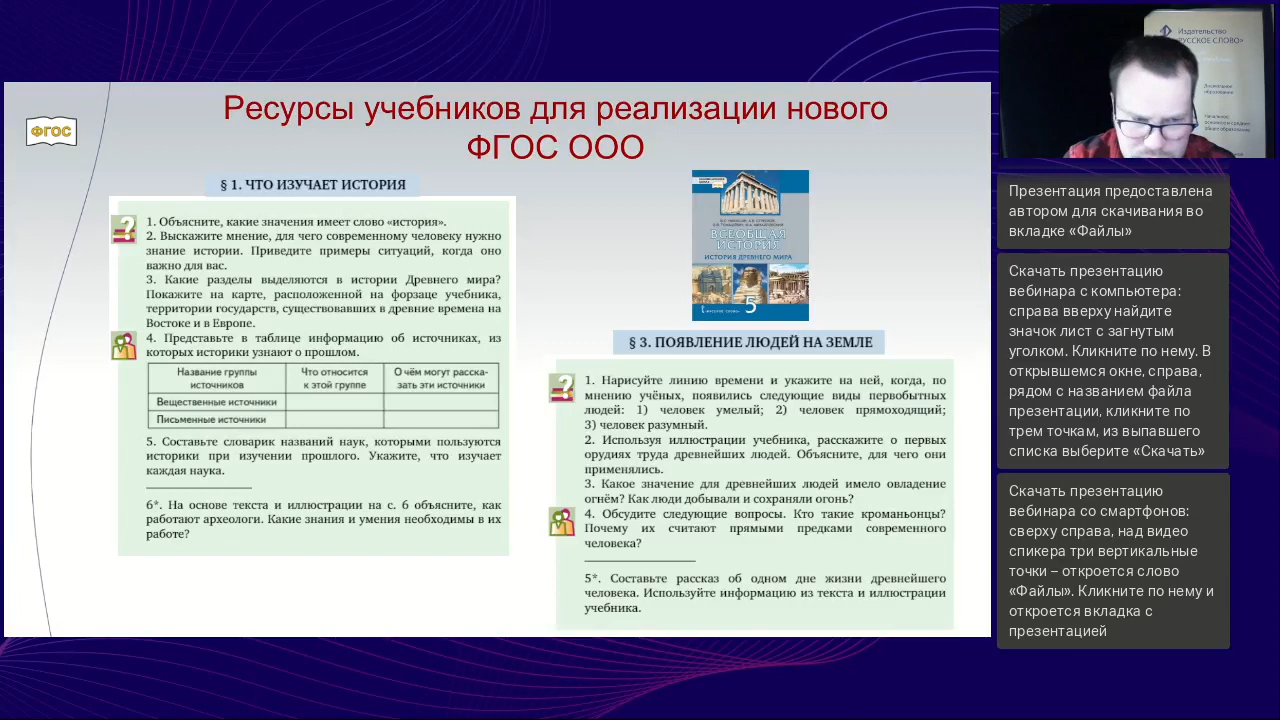 Ресурсы учебников для реализации нового
ФГОС ООО
ФГОС
§ 1. ЧТО ИЗУЧАЕТ ИСТОРИЯ
1. Объясните, какие значения имеет слово «история».
2. Выскажите мнение, для чего современному человеку нужно
знание истории. Приведите примеры ситуаций, когда оно
важно для вас.
3. Какие разделы выделяются в истории Древнего мира?
Покажите на карте, расположенной на форзаце учебника,
территории государств, существовавших в древние времена на
Востоке и в Европе.
4. Представьте в таблице информацию об источниках, из
которых историки узнают о прошлом.
Название группы источников
Что относится к этой группе
О чём могут расска-зать эти источники
Вещественные источники
Письменные источники
5. Составьте словарик названий наук, которыми пользуются
историки при изучении прошлого. Укажите, что изучает
каждая наука.
6*. На основе текста и иллюстрации на с. 6 объясните, как
работают археологи. Какие знания и умения необходимы в их
работе?
ВСЕОБЩАЯ
ИСТОРИЯ
ИСТОРИЯ ДРЕВНЕГО МИРА
5
§ 3. ПОЯВЛЕНИЕ ЛЮДЕЙ НА ЗЕМЛЕ
1. Нарисуйте линию времени и укажите на ней, когда, по
мнению учёных, появились следующие виды первобытных
людей: 1) человек умелый; 2) человек прямоходящий;
3) человек разумный.
2. Используя иллюстрации учебника, расскажите о первых
орудиях труда древнейших людей. Объясните, для чего они
применялись.
3. Какое значение для древнейших людей имело овладение
огнём? Как люди добывали и сохраняли огонь?
4. Обсудите следующие вопросы. Кто такие кроманьонцы?
Почему их считают прямыми предками современного
человека?
5*. Составьте рассказ об одном дне жизни древнейшего
человека. Используйте информацию из текста и иллюстрации
учебника.
Издательство
«РУССКОЕ СЛОВО»
Презентация предоставлена
автором для скачивания во
вкладке «Файлы»
Скачать презентацию
вебинара с компьютера:
справа вверху найдите
значок лист с загнутым
уголком. Кликните по нему. В
открывшемся окне, справа,
рядом с названием файла
презентации, кликните по
трем точкам, из выпавшего
списка выберите «Скачать»
Скачать презентацию
вебинара со смартфонов:
сверху справа, над видео
спикера три вертикальные
точки – откроется слово
«Файлы». Кликните по нему и
откроется вкладка с
презентацией